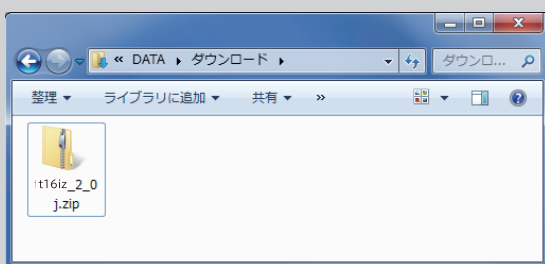 « DATA ▸ ダウンロード ▸ ダウンロ...
整理 ▼ ライブラリに追加 ▼ 共有 ▼ »
t16iz_2_0
j.zip